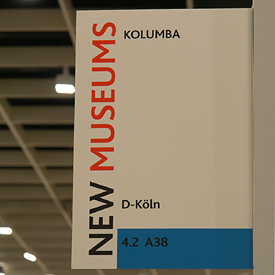 NEW MUSEUMS
KOLUMBA
D-Köln
4.2 A38